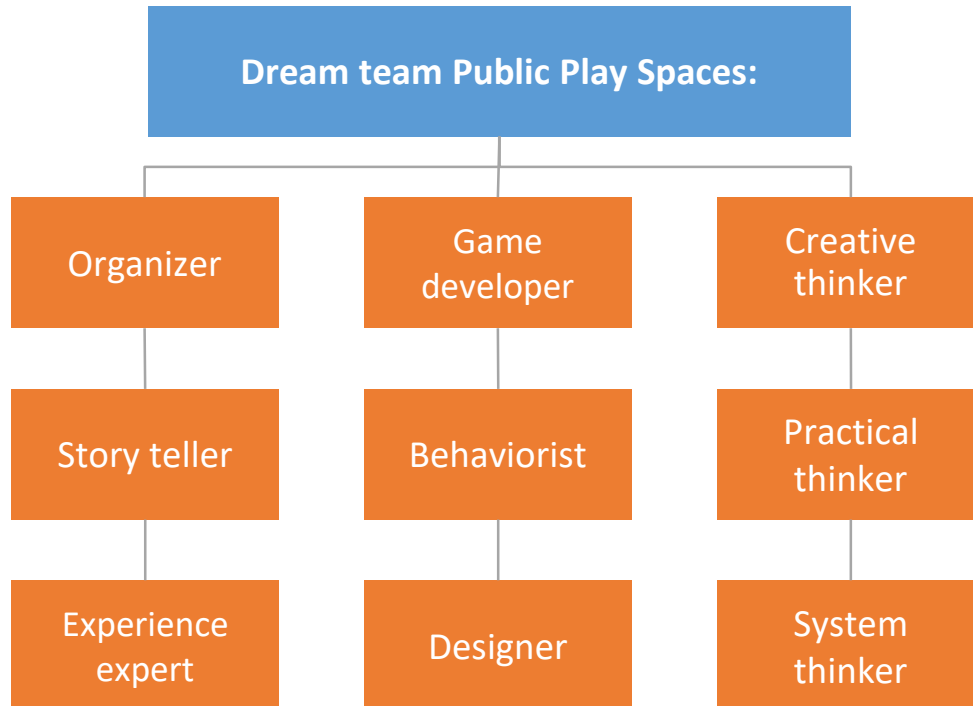 Dream team Public Play Spaces:
Organizer
Game
developer
Creative
thinker
Story teller
Behaviorist
Practical
thinker
Experience
expert
Designer
System
thinker